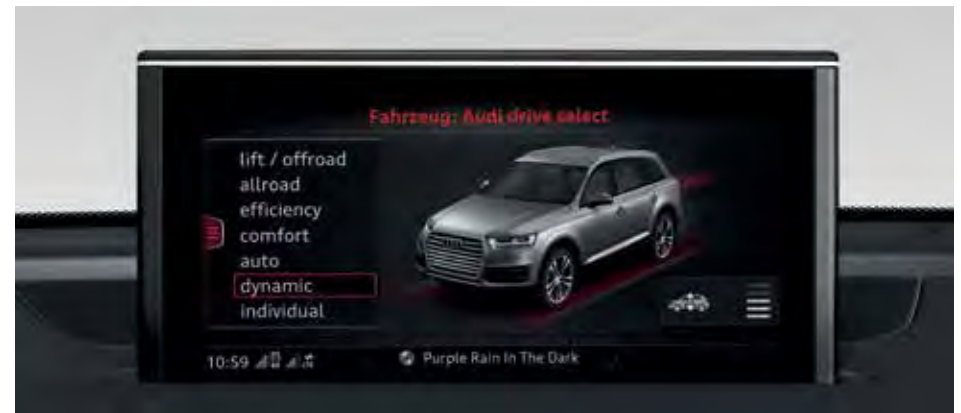 Fahrzeug: Audi drive select
lift / offroad
allroad
efficiency
comfort
auto
dynamic
individual
10:59
Purple Rain In The Dark